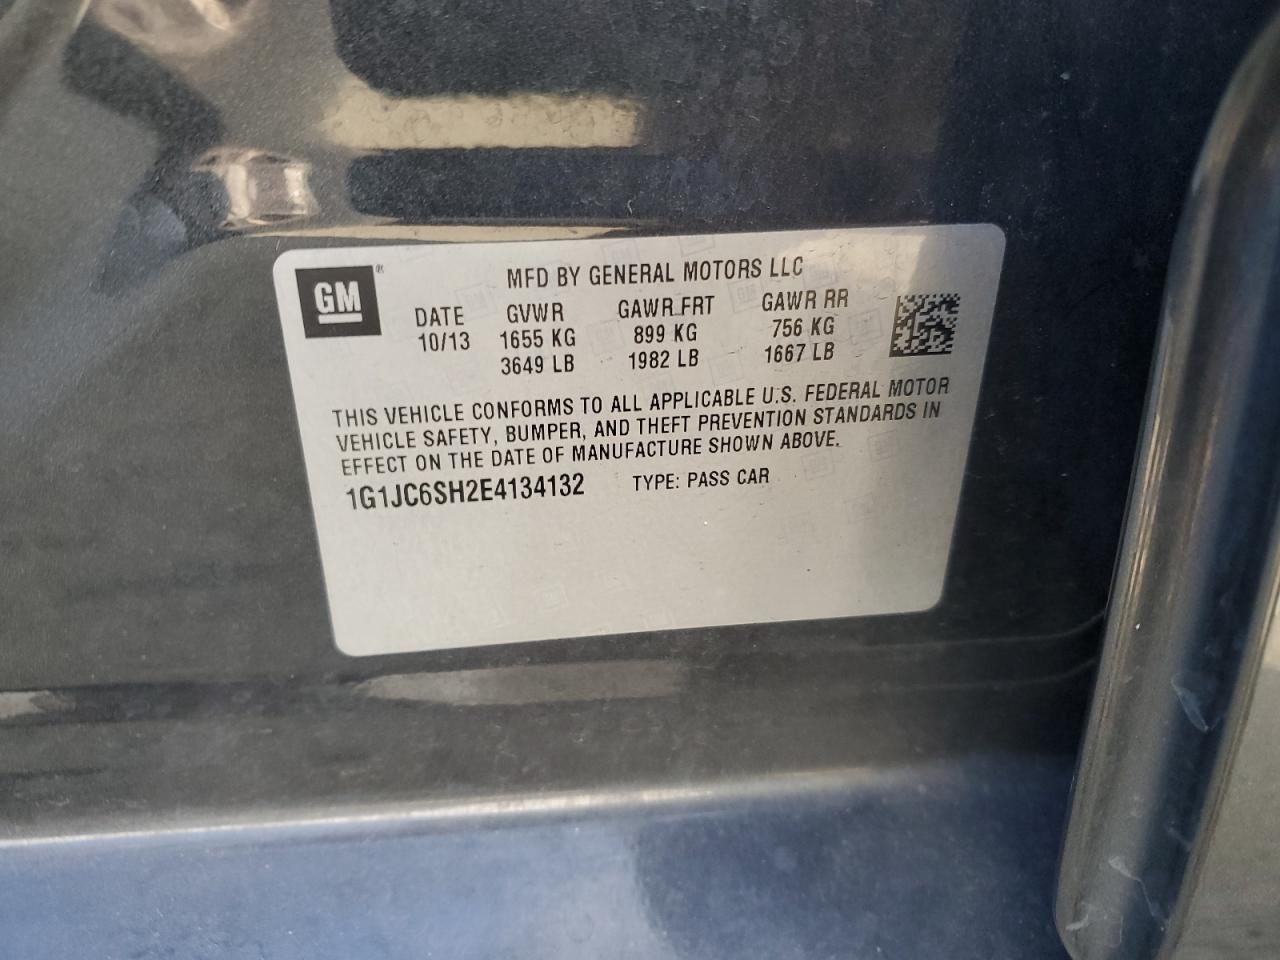 GM ®
MFD BY GENERAL MOTORS LLC
DATE GVWR GAWR FRT GAWR RR
10/13 1655 KG 899 KG 756 KG
3649 LB 1982 LB 1667 LB
THIS VEHICLE CONFORMS TO ALL APPLICABLE U.S. FEDERAL MOTOR
VEHICLE SAFETY, BUMPER, AND THEFT PREVENTION STANDARDS IN
EFFECT ON THE DATE OF MANUFACTURE SHOWN ABOVE.
1G1JC6SH2E4134132 TYPE: PASS CAR